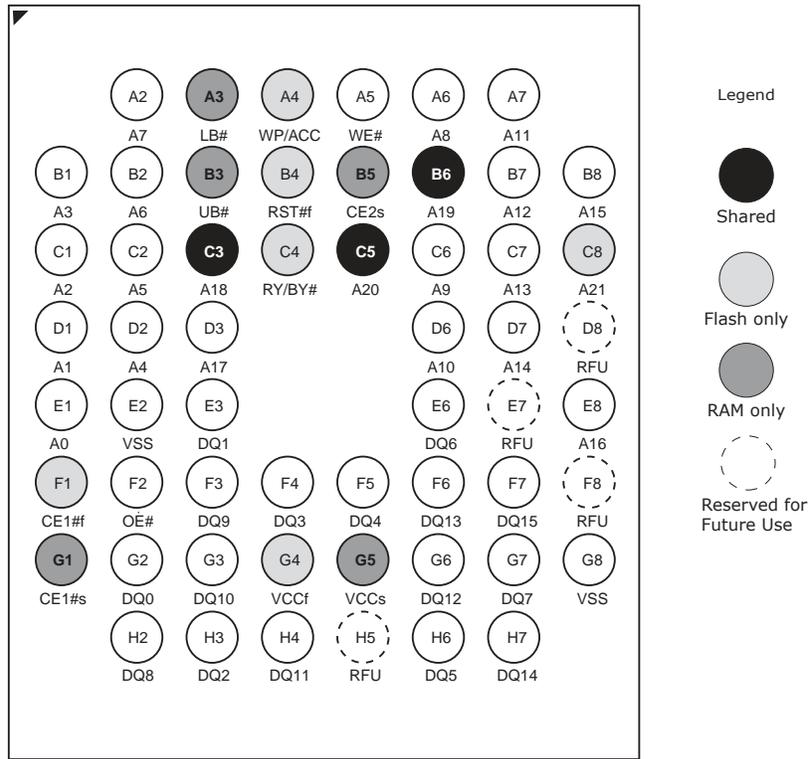 A2 A3 A4 A5 A6 A7
A7 LB# WP/ACC WE# A8 A11
B1 B2 B3 B4 B5 B6 B7 B8
A3 A6 UB# RST#f CE2s A19 A12 A15
C1 C2 C3 C4 C5 C6 C7 C8
A2 A5 A18 RY/BY# A20 A9 A13 A21
D1 D2 D3 D6 D7 D8
A1 A4 A17 A10 A14 RFU
E1 E2 E3 E6 E7 E8
A0 VSS DQ1 DQ6 RFU A16
F1 F2 F3 F4 F5 F6 F7 F8
CE1#f OE# DQ9 DQ3 DQ4 DQ13 DQ15 RFU
G1 G2 G3 G4 G5 G6 G7 G8
CE1#s DQ0 DQ10 VCCf VCCs DQ12 DQ7 VSS
H2 H3 H4 H5 H6 H7
DQ8 DQ2 DQ11 RFU DQ5 DQ14
Legend
Shared
Flash only
RAM only
Reserved for
Future Use